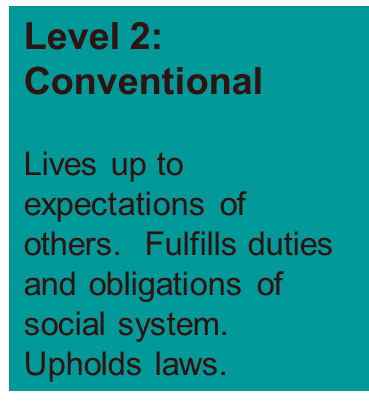 Level 2:
Conventional
Lives up to
expectations of
others.  Fulfills duties
and obligations of
social system.
Upholds laws.